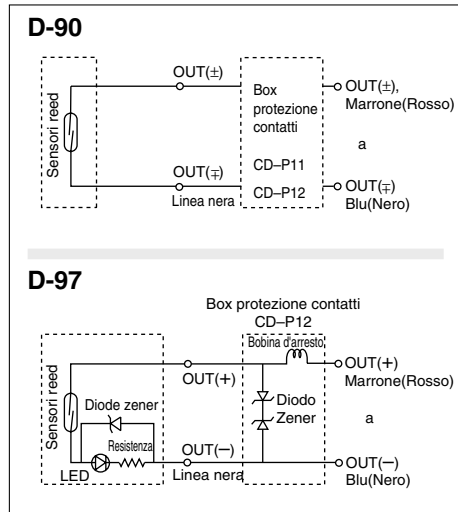 D-90
OUT(±)
Box
protezione
contatti
CD–P11
CD–P12
OUT(±),
Marrone(Rosso)
a
Sensori reed
OUT(∓)
Linea nera
OUT(∓)
Blu(Nero)
D-97
Box protezione contatti
CD–P12
Bobina d'arresto
OUT(+)
OUT(+)
Marrone(Rosso)
Sensori reed
Diode zener
Resistenza
LED
Diodo
Zener
a
OUT(−)
Linea nera
OUT(−)
Blu(Nero)